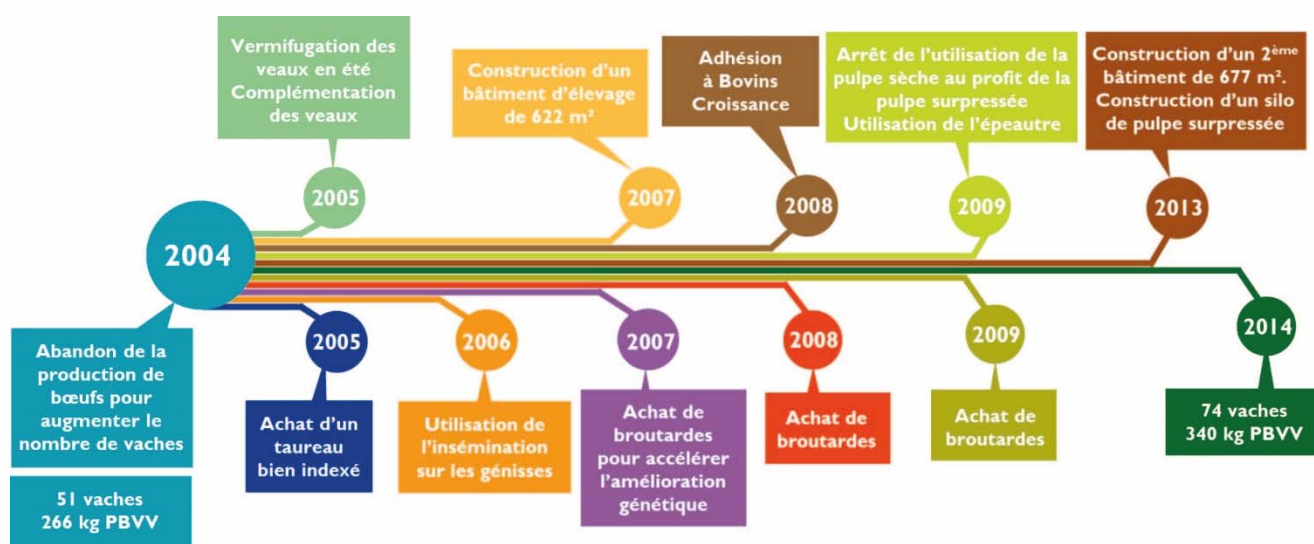 Vermifugation des
veaux en été
Complémentation
des veaux
Construction d’un
bâtiment d’élevage
de 622 m²
Adhésion
à Bovins
Croissance
Arrêt de l’utilisation de la
pulpe sèche au profit de la
pulpe surpressée
Utilisation de l’épeautre
Construction d’un 2ème
bâtiment de 677 m².
Construction d’un silo
de pulpe surpressée
2005
2007
2008
2009
2013
2004
2005
2006
2007
2008
2009
2014
Abandon de la
production de
bœufs pour
augmenter le
nombre de vaches
51 vaches
266 kg PBVV
Achat d’un
taureau
bien indexé
Utilisation de
l’insémination
sur les génisses
Achat de
broutardes
pour accélérer
l’amélioration
génétique
Achat de
broutardes
Achat de
broutardes
74 vaches
340 kg PBVV